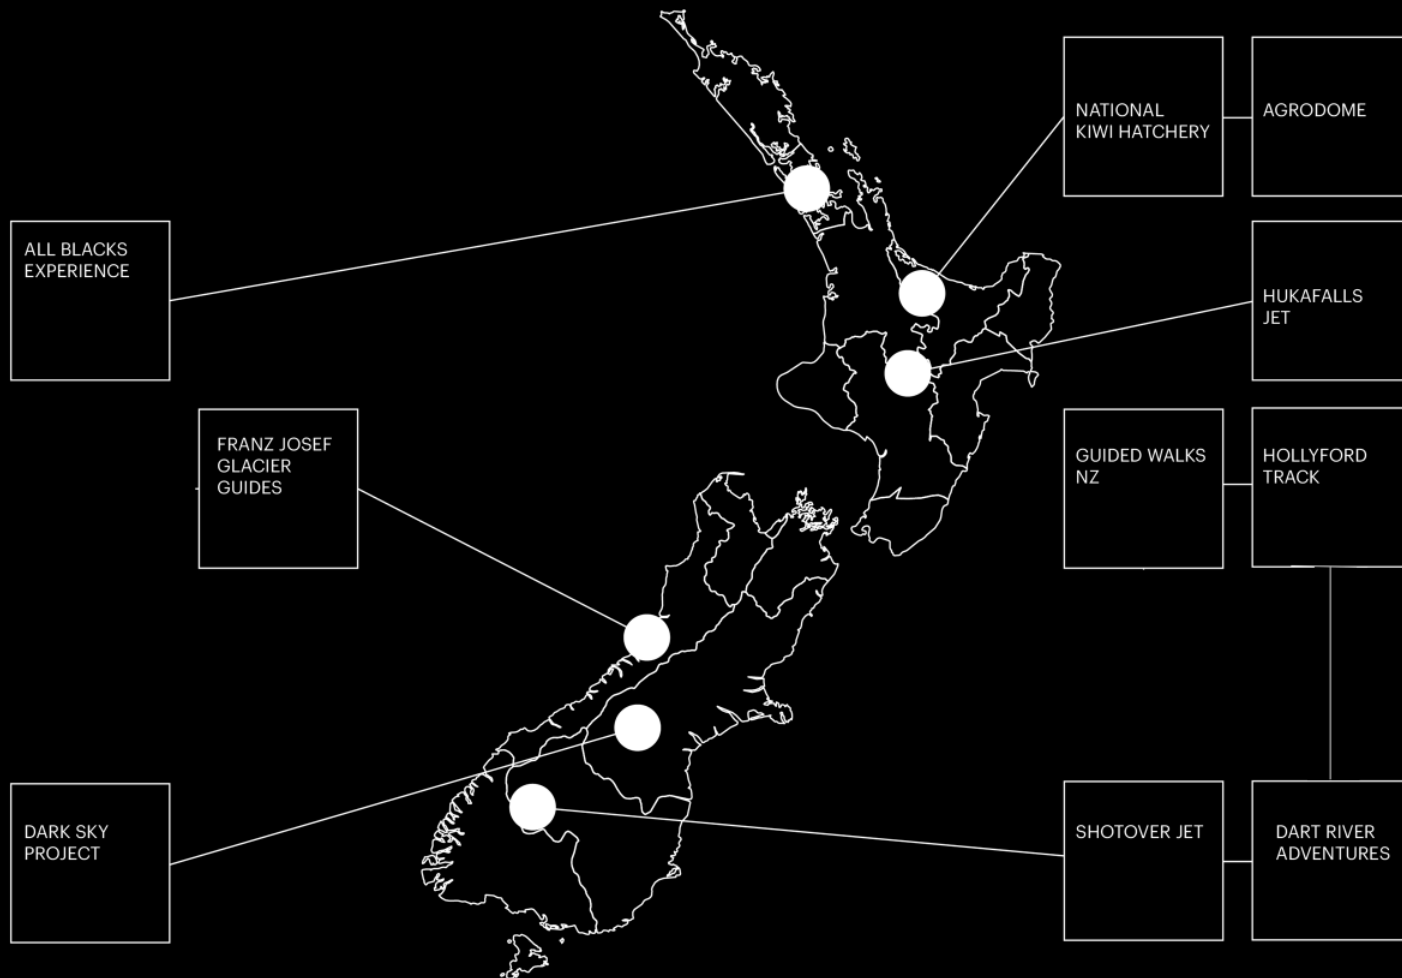 NATIONAL
KIWI HATCHERY
AGRODOME
ALL BLACKS
EXPERIENCE
HUKAFALLS
JET
FRANZ JOSEF
GLACIER
GUIDES
GUIDED WALKS
NZ
HOLLYFORD
TRACK
DARK SKY
PROJECT
SHOTOVER JET
DART RIVER
ADVENTURES